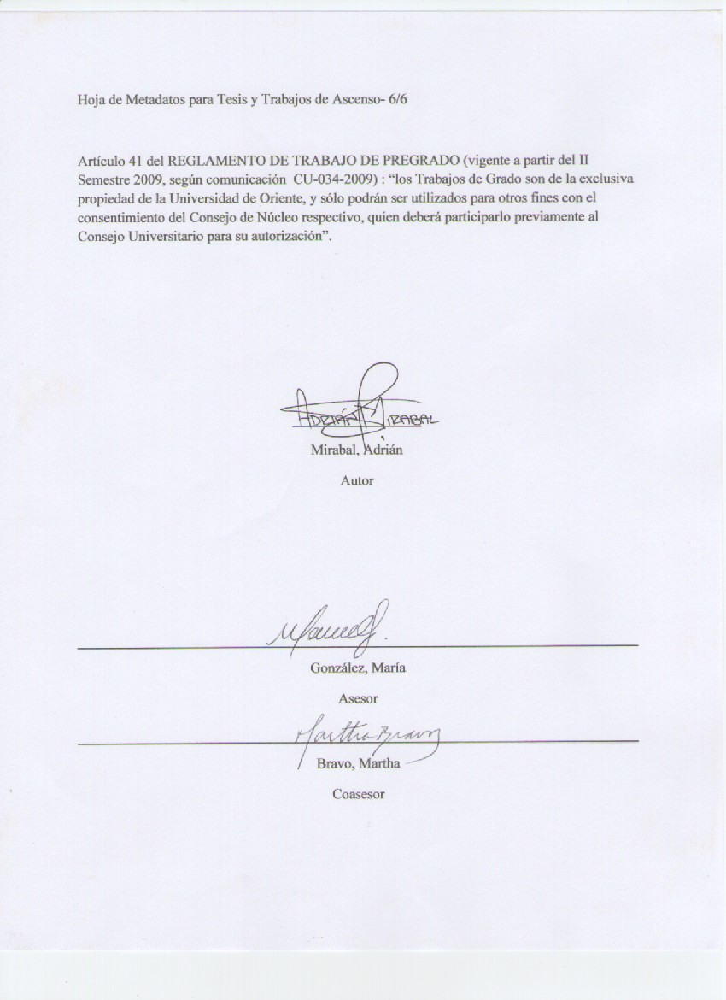 Hoja de Metadatos para Tesis y Trabajos de Ascenso- 6/6
Artículo 41 del REGLAMENTO DE TRABAJO DE PREGRADO (vigente a partir del II
Semestre 2009, según comunicación CU-034-2009) : “los Trabajos de Grado son de la exclusiva
propiedad de la Universidad de Oriente, y sólo podrán ser utilizados para otros fines con el
consentimiento del Consejo de Núcleo respectivo, quien deberá participarlo previamente al
Consejo Universitario para su autorización”.
ADRIÁN MIRABAL
Mirabal, Adrián
Autor
González, María
Asesor
Martha Bravo
Bravo, Martha
Coasesor